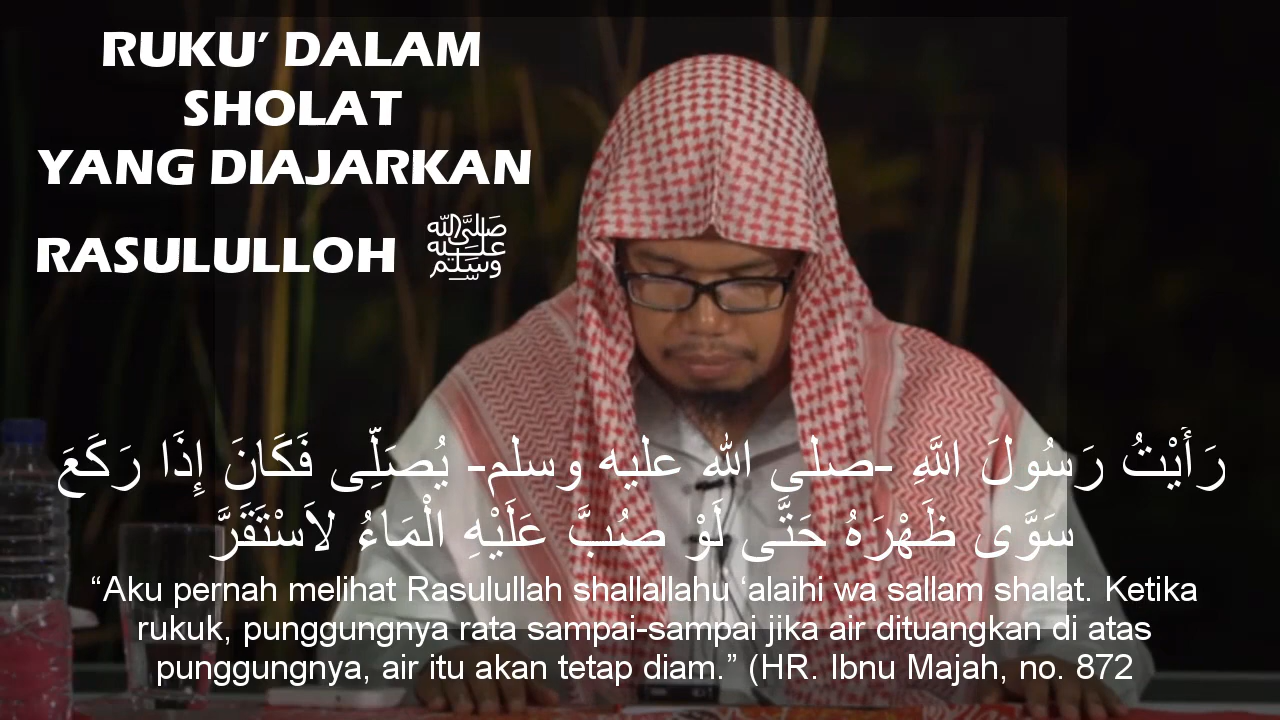 RUKU’ DALAM
SHOLAT
YANG DIAJARKAN
RASULULLOH ﷺ
رَأَيْتُ رَسُولَ اللَّهِ -صلى الله عليه وسلم- يُصَلِّى فَكَانَ إِذَا رَكَعَ
سَوَّى ظَهْرَهُ حَتَّى لَوْ صُبَّ عَلَيْهِ الْمَاءُ لاَسْتَقَرَّ
“Aku pernah melihat Rasulullah shallallahu ‘alaihi wa sallam shalat. Ketika
rukuk, punggungnya rata sampai-sampai jika air dituangkan di atas
punggungnya, air itu akan tetap diam.” (HR. Ibnu Majah, no. 872